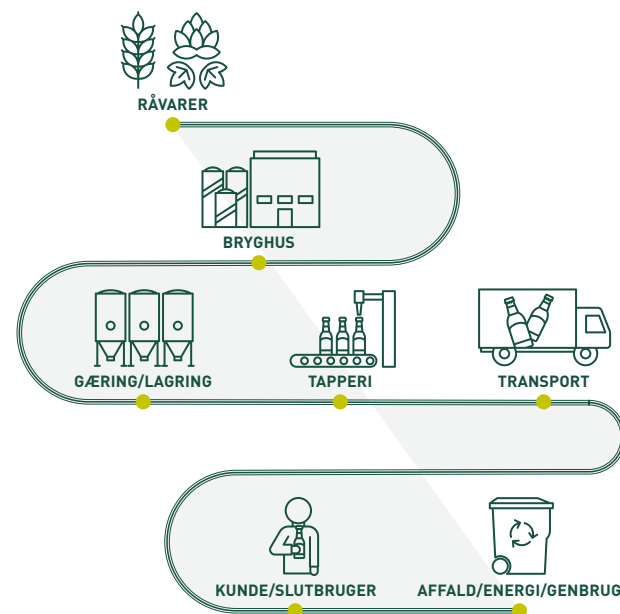 RÅVARER
BRYGHUS
GÆRING/LAGRING
TAPPERI
TRANSPORT
KUNDE/SLUTBRUGER
AFFALD/ENERGI/GENBRUG